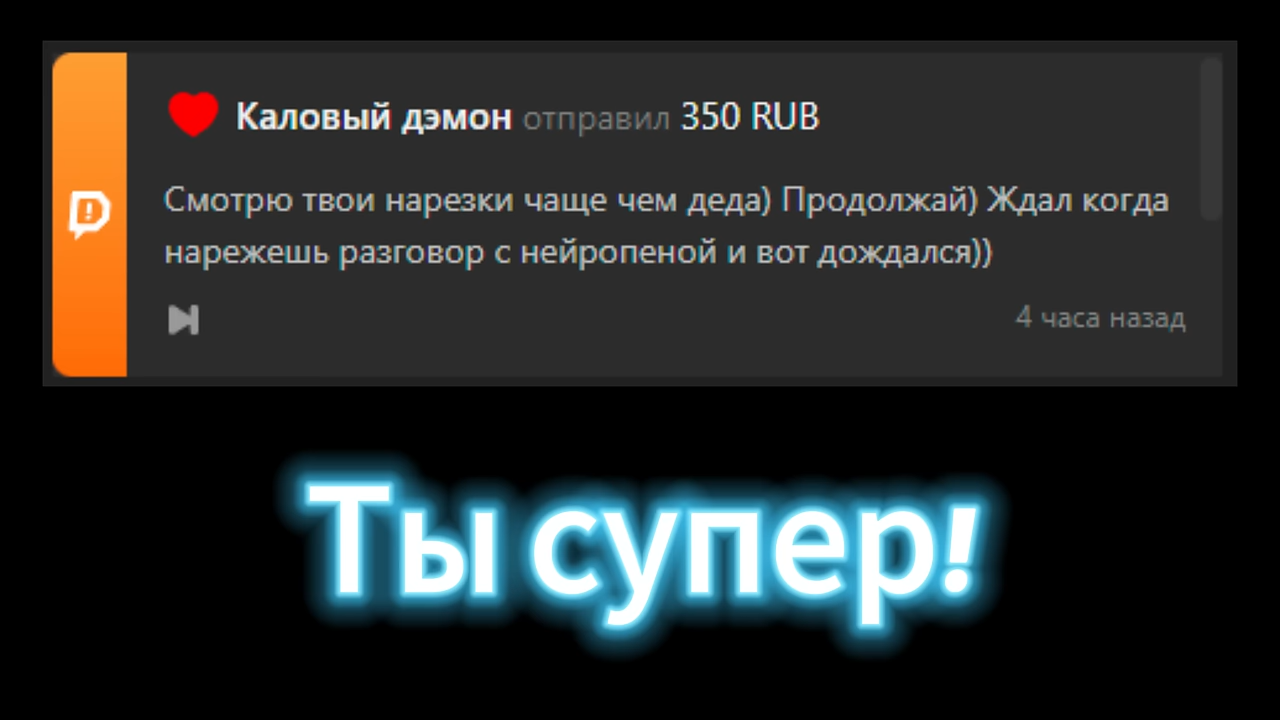 Каловый дэмон отправил 350 RUB
Смотрю твои нарезки чаще чем деда) Продолжай) Ждал когда
нарежешь разговор с нейропеной и вот дождался))
4 часа назад
Ты супер!